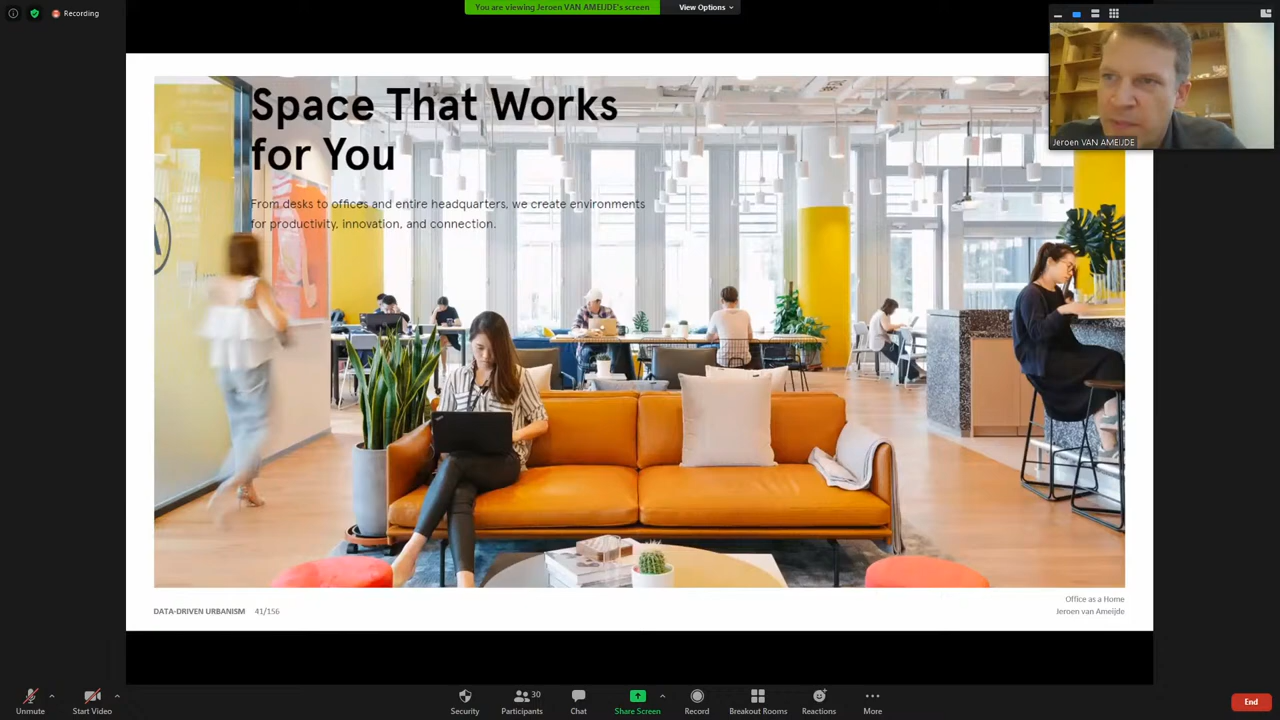 Recording
You are viewing Jeroen VAN AMEIJDE's screen
View Options
Jeroen VAN AMEIJDE
Space That Works
for You
From desks to offices and entire headquarters, we create environments
for productivity, innovation, and connection.
DATA-DRIVEN URBANISM 41/156
Office as a Home
Jeroen van Ameijde
Unmute
Start Video
Security
Participants
30
Chat
Share Screen
Record
Breakout Rooms
Reactions
More
End